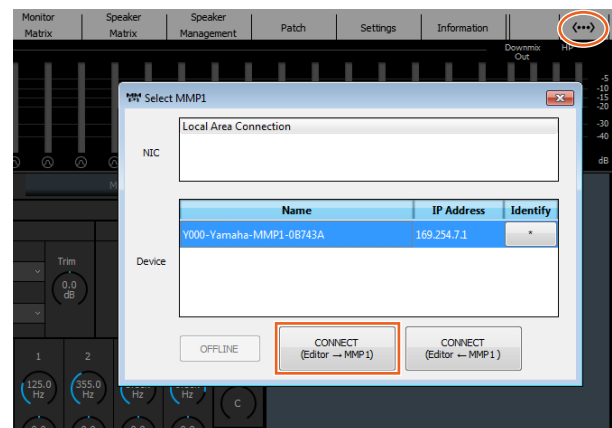 Monitor Matrix
Speaker Matrix
Speaker Management
Patch
Settings
Information
Downmix Out
HP
-5
-10
-15
-20
-30
-40
dB
Select MMP1
NIC
Local Area Connection
Name IP Address Identify
Y000-Yamaha-MMP1-0B743A 169.254.7.1 *
Device
OFFLINE
CONNECT
(Editor → MMP1)
CONNECT
(Editor ← MMP1)
Trim
0.0
dB
1 2
125.0
Hz
355.0
Hz
Hz
Hz
C